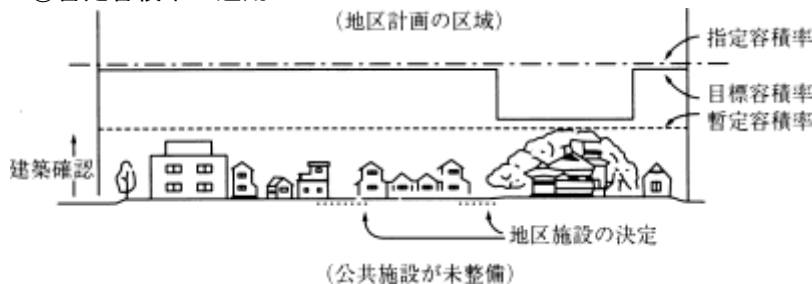 (地区計画の区域)
指定容積率
目標容積率
暫定容積率
建築確認
地区施設の決定
(公共施設が未整備)